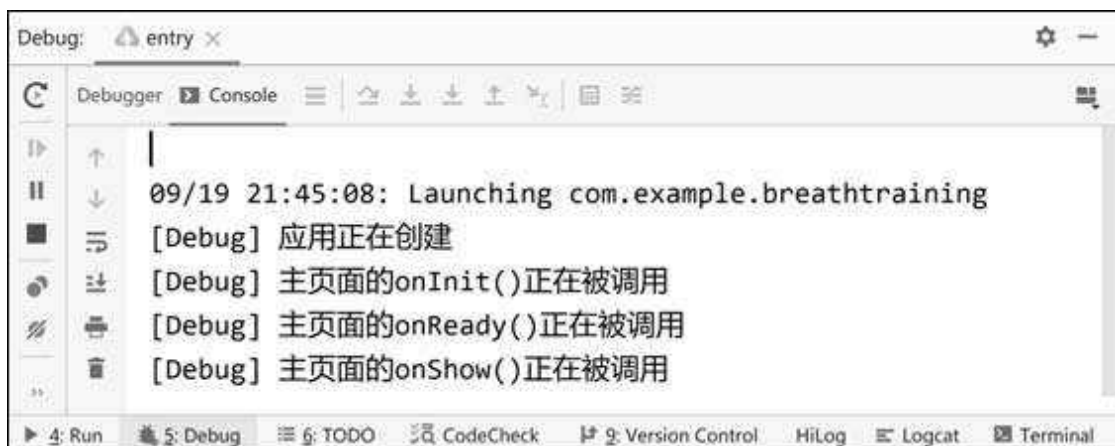 Debug: entry
Debugger Console
09/19 21:45:08: Launching com.example.breathtraining
[Debug] 应用正在创建
[Debug] 主页面的onInit()正在被调用
[Debug] 主页面的onReady()正在被调用
[Debug] 主页面的onShow()正在被调用
4: Run 5: Debug 6: TODO CodeCheck 9: Version Control HiLog Logcat Terminal